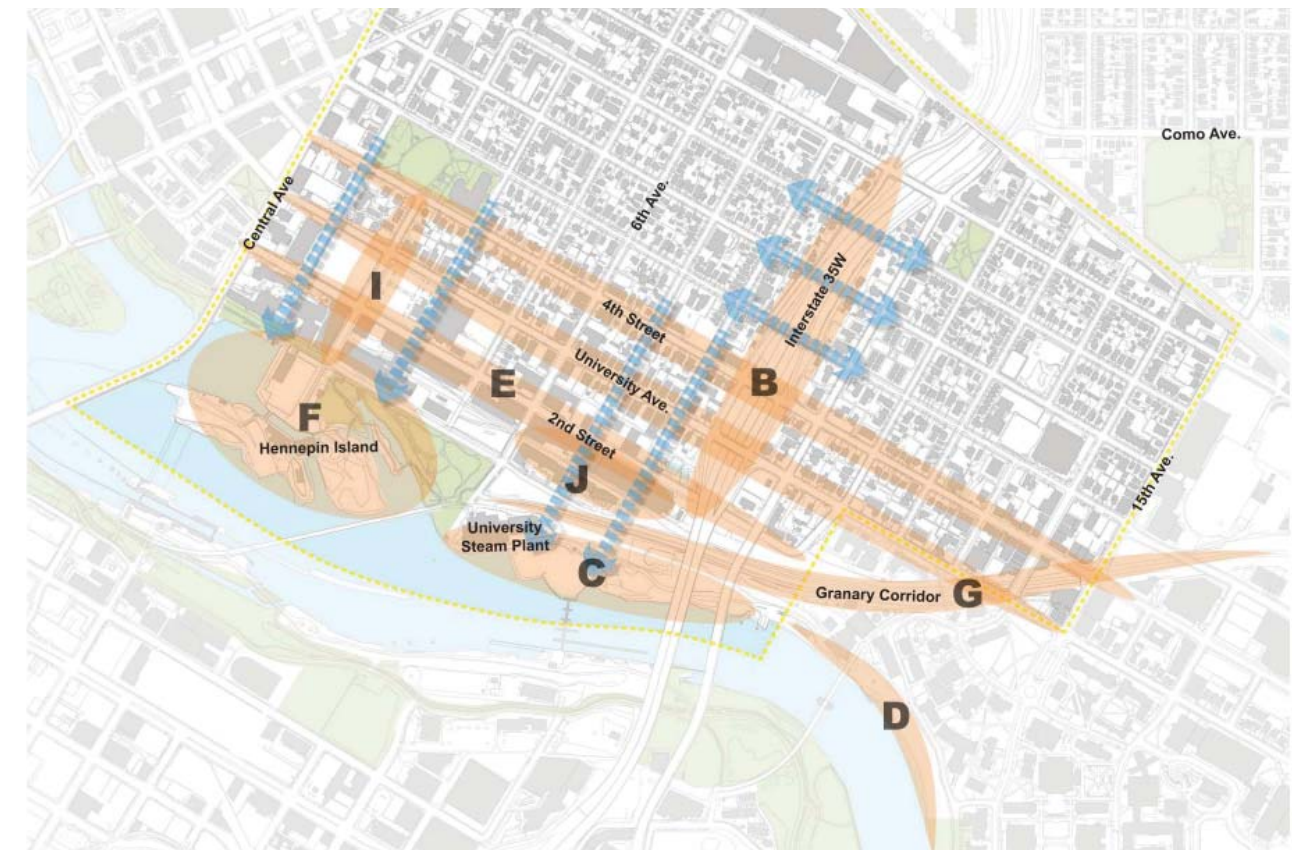 Como Ave.
6th Ave.
Central Ave
Interstate 35W
I
4th Street
University Ave.
B
E
F
Hennepin Island
2nd Street
J
15th Ave.
University
Steam Plant
C
Granary Corridor
G
D